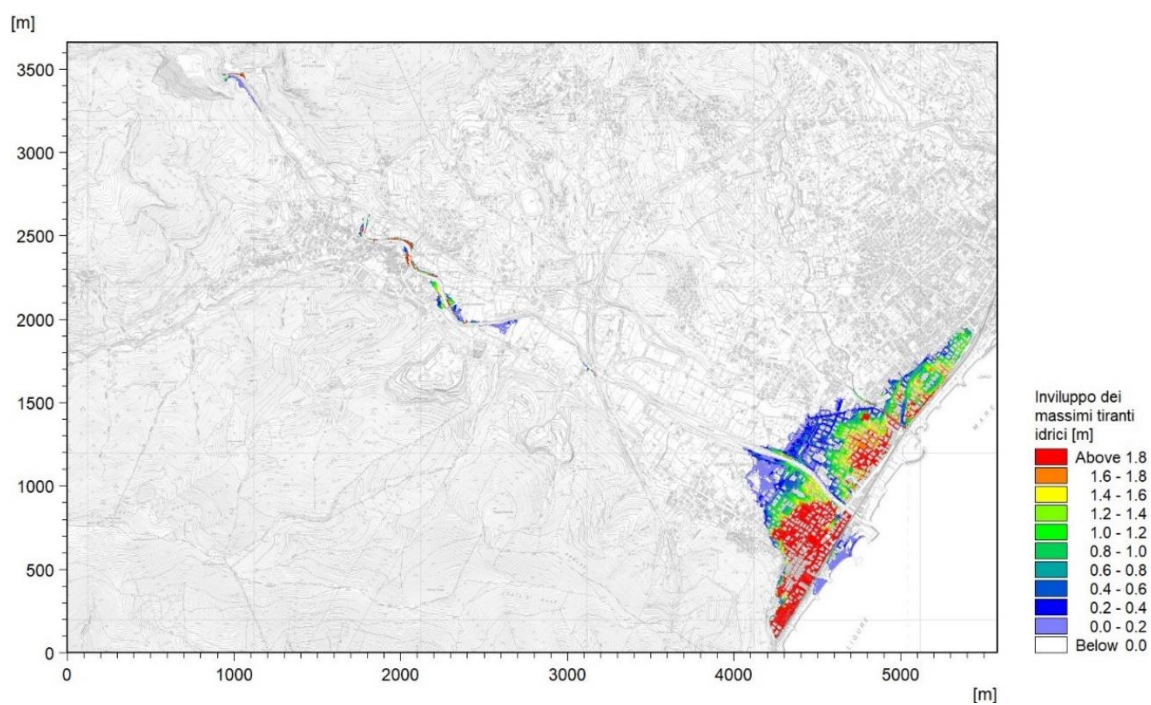 [m]
3500
3000
2500
2000
1500
1000
500
0
0
1000
2000
3000
4000
5000
[m]
MARE
LIGURE
Inviluppo dei
massimi tiranti
idrici [m]
Above 1.8
1.6 - 1.8
1.4 - 1.6
1.2 - 1.4
1.0 - 1.2
0.8 - 1.0
0.6 - 0.8
0.4 - 0.6
0.2 - 0.4
0.0 - 0.2
Below 0.0